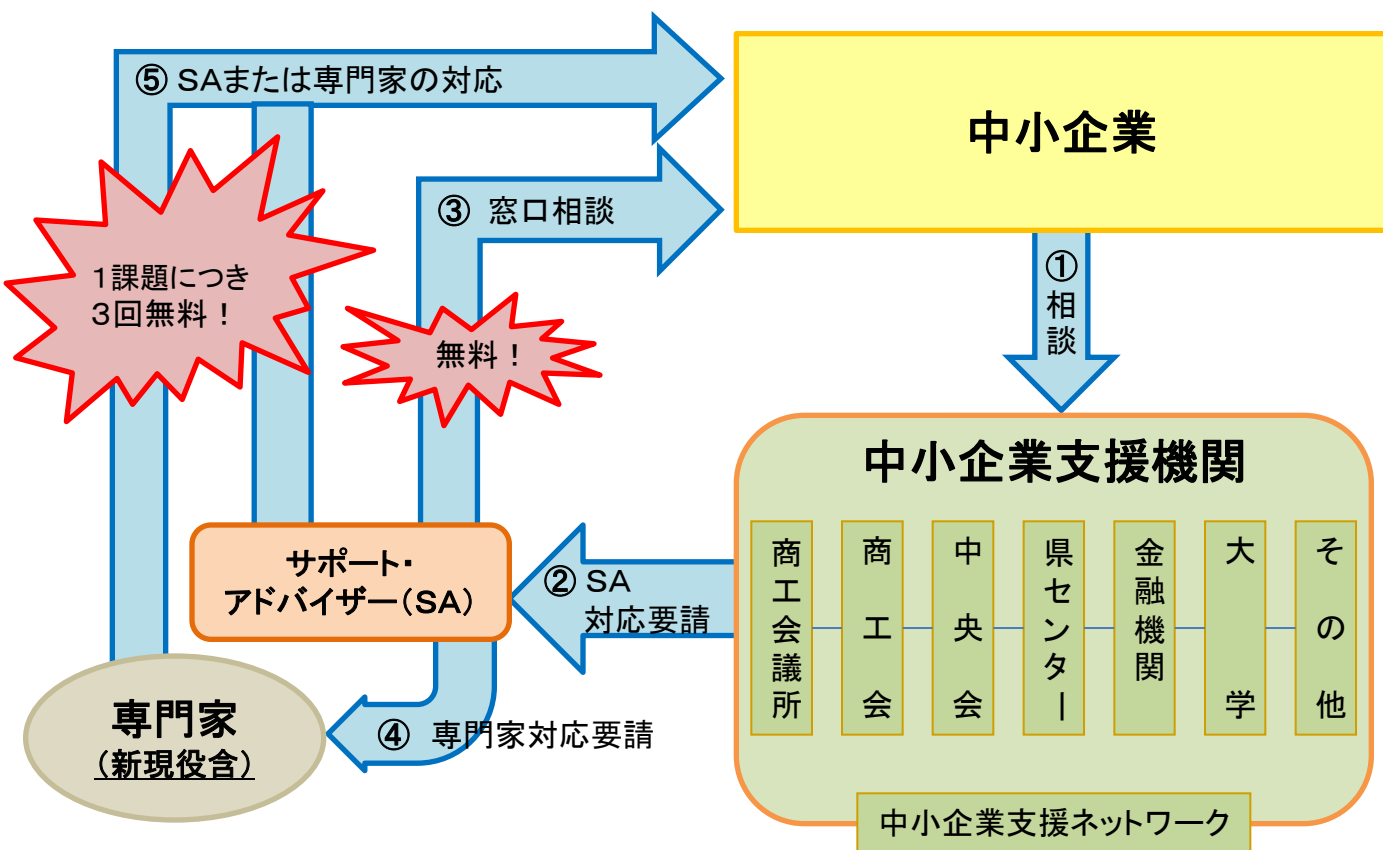 ⑤ SAまたは専門家の対応
中小企業
③ 窓口相談
①
相談
1課題につき
3回無料！
無料！
中小企業支援機関
商工会議所
商工会
中央会
県センター
金融機関
大学
その他
サポート・
アドバイザー（SA）
② SA
対応要請
専門家
（新現役含）
④ 専門家対応要請
中小企業支援ネットワーク